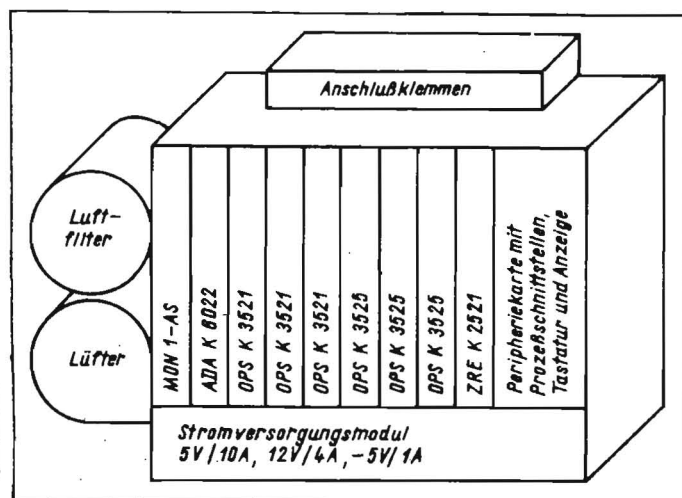 Anschlußklemmen
Luft-
filter
Lüfter
MON 1-AS
ADA K 6022
OPS K 3521
OPS K 3521
OPS K 3521
OPS K 3525
OPS K 3525
OPS K 3525
ZRE K 2521
Peripheriekarte mit
Prozeßschnittstellen,
Tastatur und Anzeige
Stromversorgungsmodul
5V/10A, 12V/4A, -5V/1A